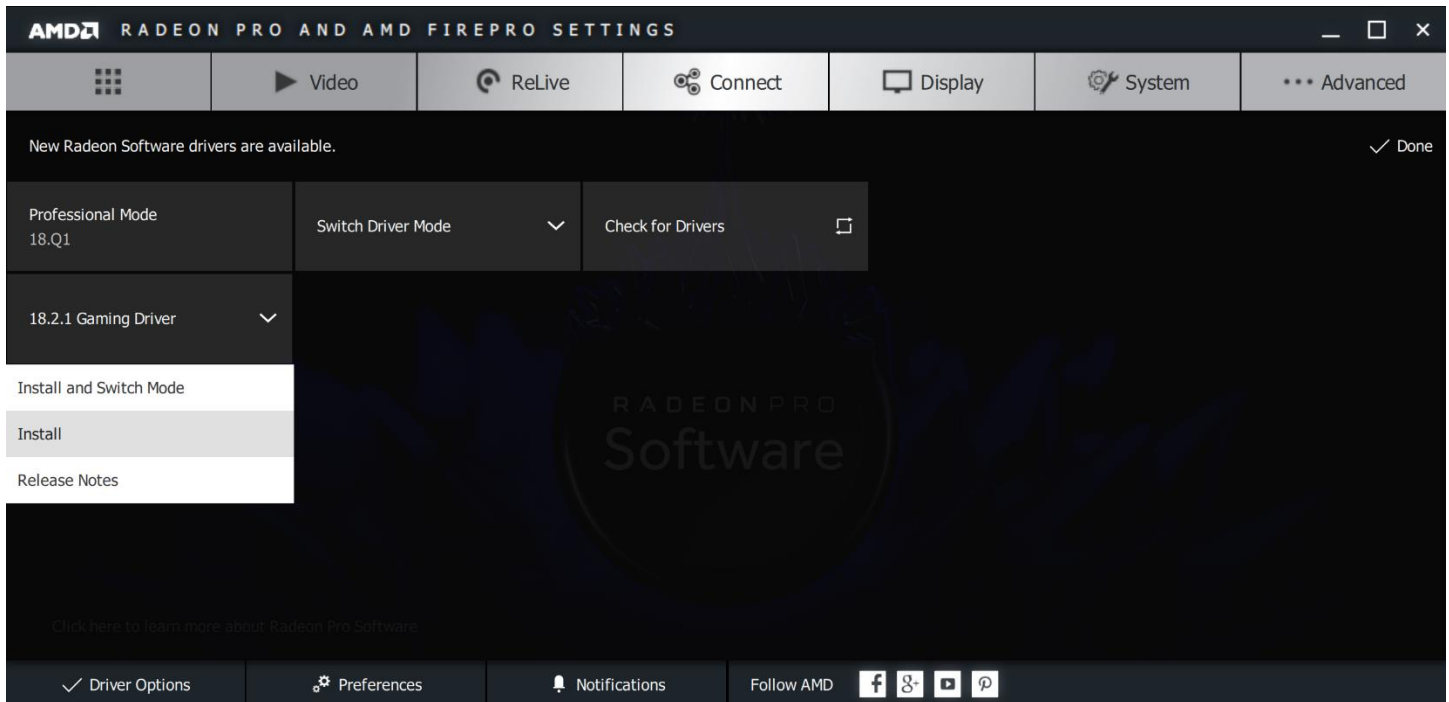 AMD RADEON PRO AND AMD FIREPRO SETTINGS
Video ReLive Connect Display System Advanced
New Radeon Software drivers are available. Done
Professional Mode
18.Q1
Switch Driver Mode
Check for Drivers
18.2.1 Gaming Driver
Install and Switch Mode
Install
Release Notes
RADEON PRO
Software
Click here to learn more about Radeon Pro Software
Driver Options Preferences Notifications Follow AMD f g+